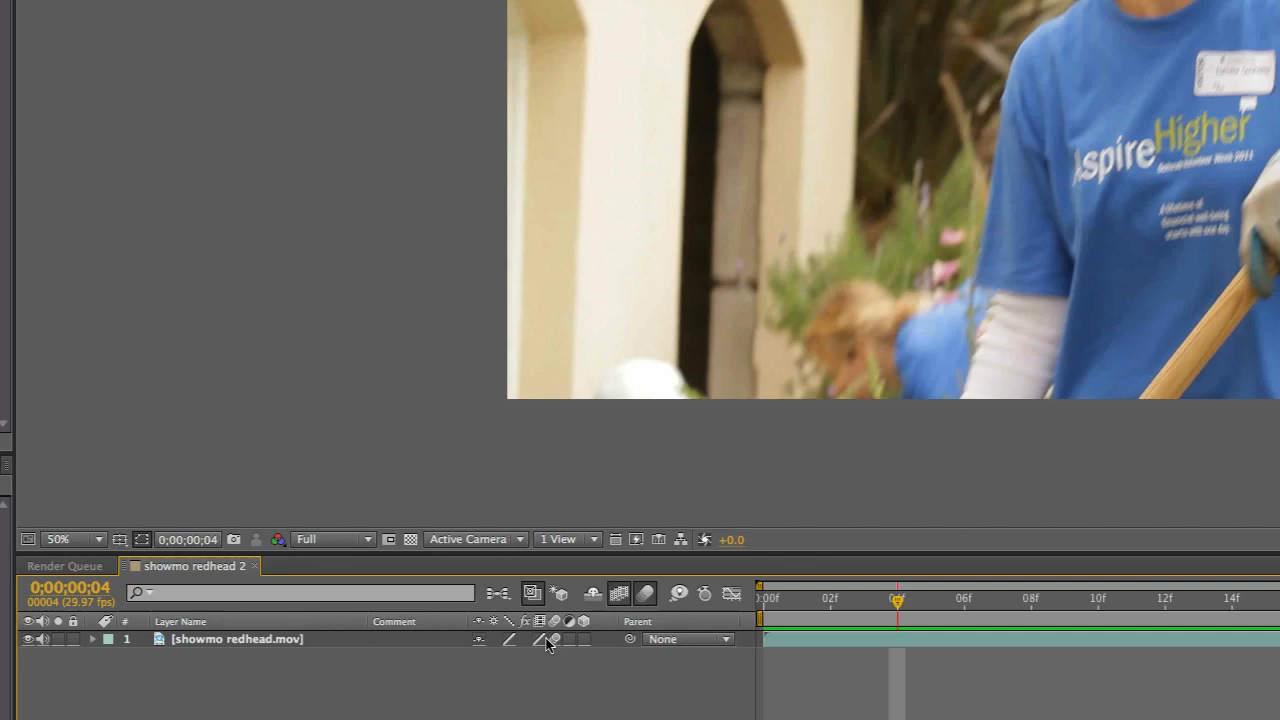 AspireHigher
50% 0;00;00;04 Full Active Camera 1 View +0.0
Render Queue showmo redhead 2
0;00;00;04
00004 (29.97 fps)
:00f 02f 06f 08f 10f 12f 14f
# Layer Name Comment fx Parent
1 [showmo redhead.mov] None